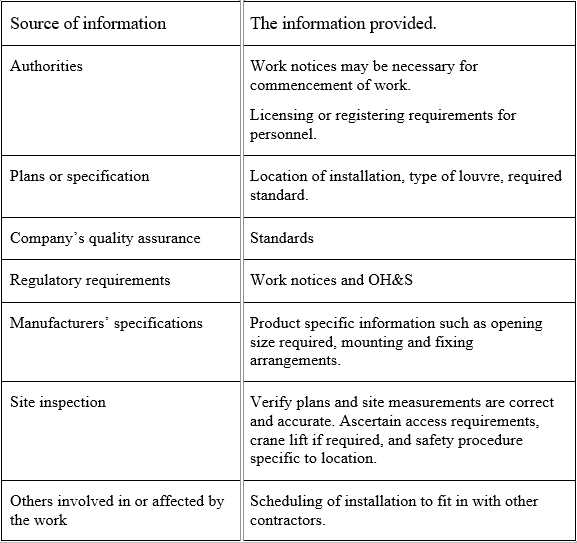 Source of information
The information provided.
Authorities
Work notices may be necessary for
commencement of work.
Licensing or registering requirements for
personnel.
Plans or specification
Location of installation, type of louvre, required
standard.
Company’s quality assurance
Standards
Regulatory requirements
Work notices and OH&S
Manufacturers’ specifications
Product specific information such as opening
size required, mounting and fixing
arrangements.
Site inspection
Verify plans and site measurements are correct
and accurate. Ascertain access requirements,
crane lift if required, and safety procedure
specific to location.
Others involved in or affected by
the work
Scheduling of installation to fit in with other
contractors.